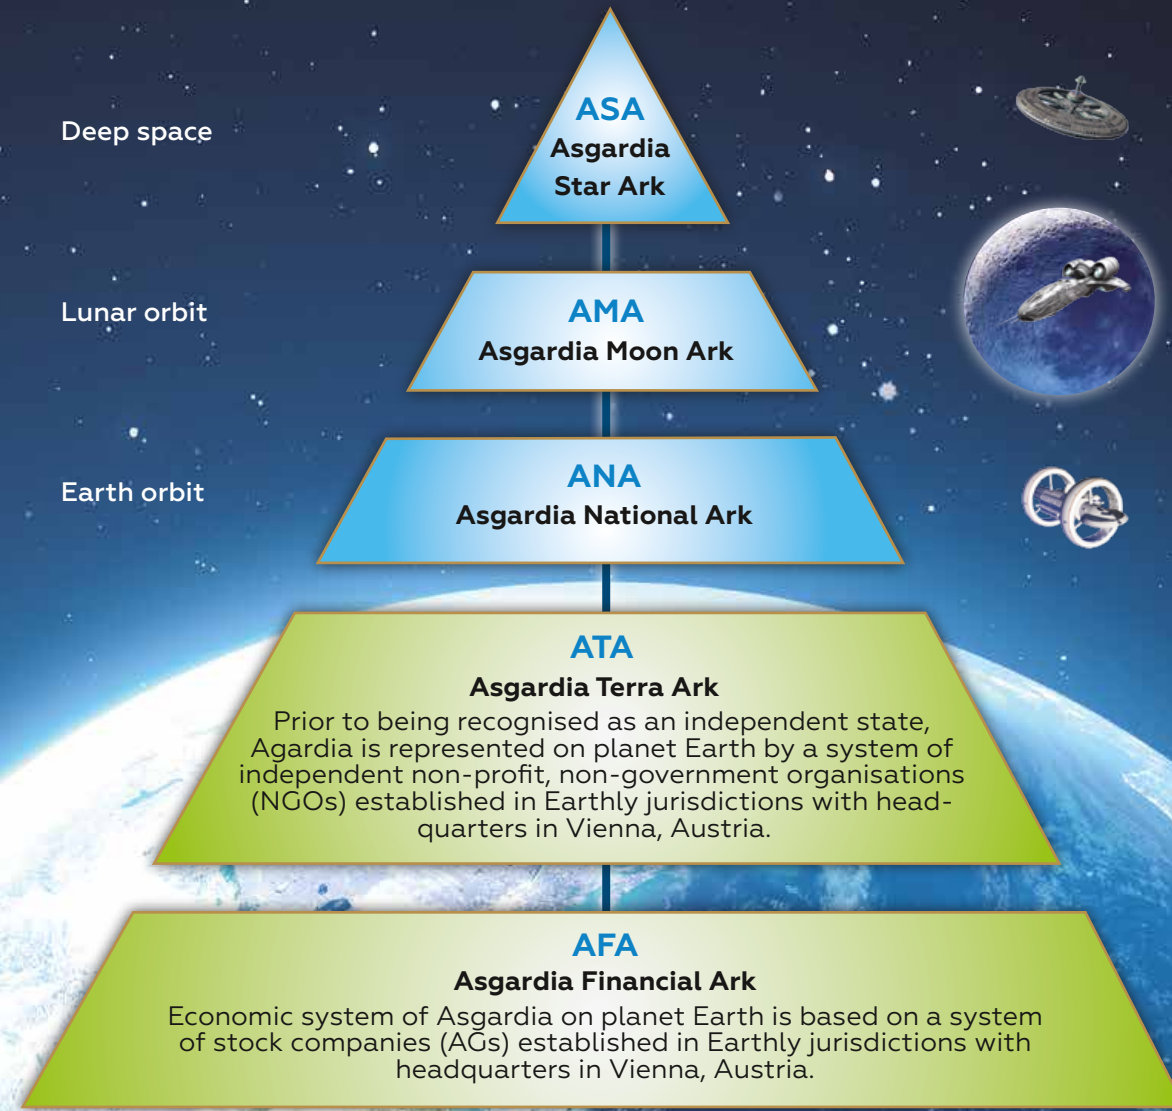 Deep space
ASA
Asgardia
Star Ark
Lunar orbit
AMA
Asgardia Moon Ark
Earth orbit
ANA
Asgardia National Ark
ATA
Asgardia Terra Ark
Prior to being recognised as an independent state,
Agardia is represented on planet Earth by a system of
independent non-profit, non-government organisations
(NGOs) established in Earthly jurisdictions with head-
quarters in Vienna, Austria.
AFA
Asgardia Financial Ark
Economic system of Asgardia on planet Earth is based on a system
of stock companies (AGs) established in Earthly jurisdictions with
headquarters in Vienna, Austria.